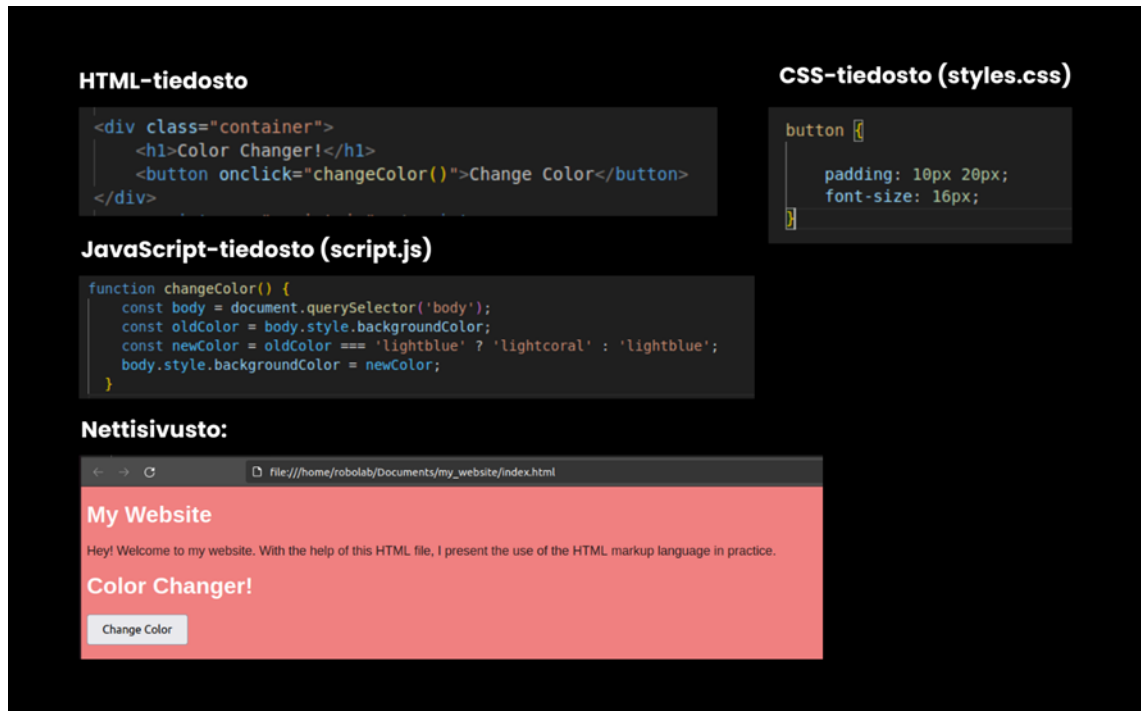 HTML-tiedosto
<div class="container">
<h1>Color Changer!</h1>
<button onclick="changeColor()">Change Color</button>
</div>
JavaScript-tiedosto (script.js)
function changeColor() {
const body = document.querySelector('body');
const oldColor = body.style.backgroundColor;
const newColor = oldColor === 'lightblue' ? 'lightcoral' : 'lightblue';
body.style.backgroundColor = newColor;
}
CSS-tiedosto (styles.css)
button {
padding: 10px 20px;
font-size: 16px;
}
Nettisivusto:
file:///home/robolab/Documents/my_website/index.html
My Website
Hey! Welcome to my website. With the help of this HTML file, I present the use of the HTML markup language in practice.
Color Changer!
Change Color